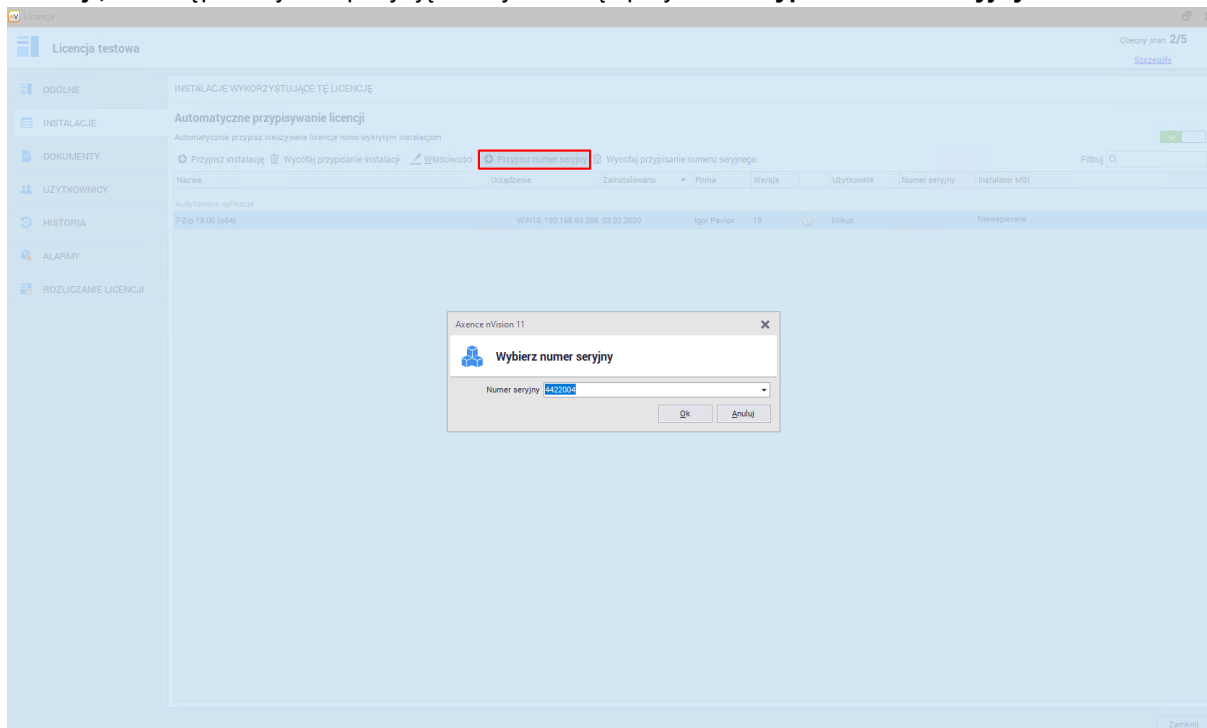 Licencja
Licencja testowa
Obecny stan: 2/5
Szczegóły
OGÓLNE
INSTALACJE
DOKUMENTY
UŻYTKOWNICY
HISTORIA
ALARMY
ROZLICZANIE LICENCJI
INSTALACJE WYKORZYSTUJĄCE TĘ LICENCJĘ
Automatyczne przypisywanie licencji
Automatycznie przypisz nieużywane licencje nowo wykrytym instalacjom
Przypisz instalację Wycofaj przypisanie instalacji Właściwości Przypisz numer seryjny Wycofaj przypisanie numeru seryjnego Filtruj
Nazwa Urządzenie Zainstalowano Firma Wersja Użytkownik Numer seryjny Instalator MSI
Audytowane aplikacje
7-Zip 19.00 (x64) WIN10, 192.168.69.206 03.02.2020 Igor Pavlov 19 Mikuz Niewspierane
Axence nVision 11
Wybierz numer seryjny
Numer seryjny 4422004
Ok Anuluj
Zamknij